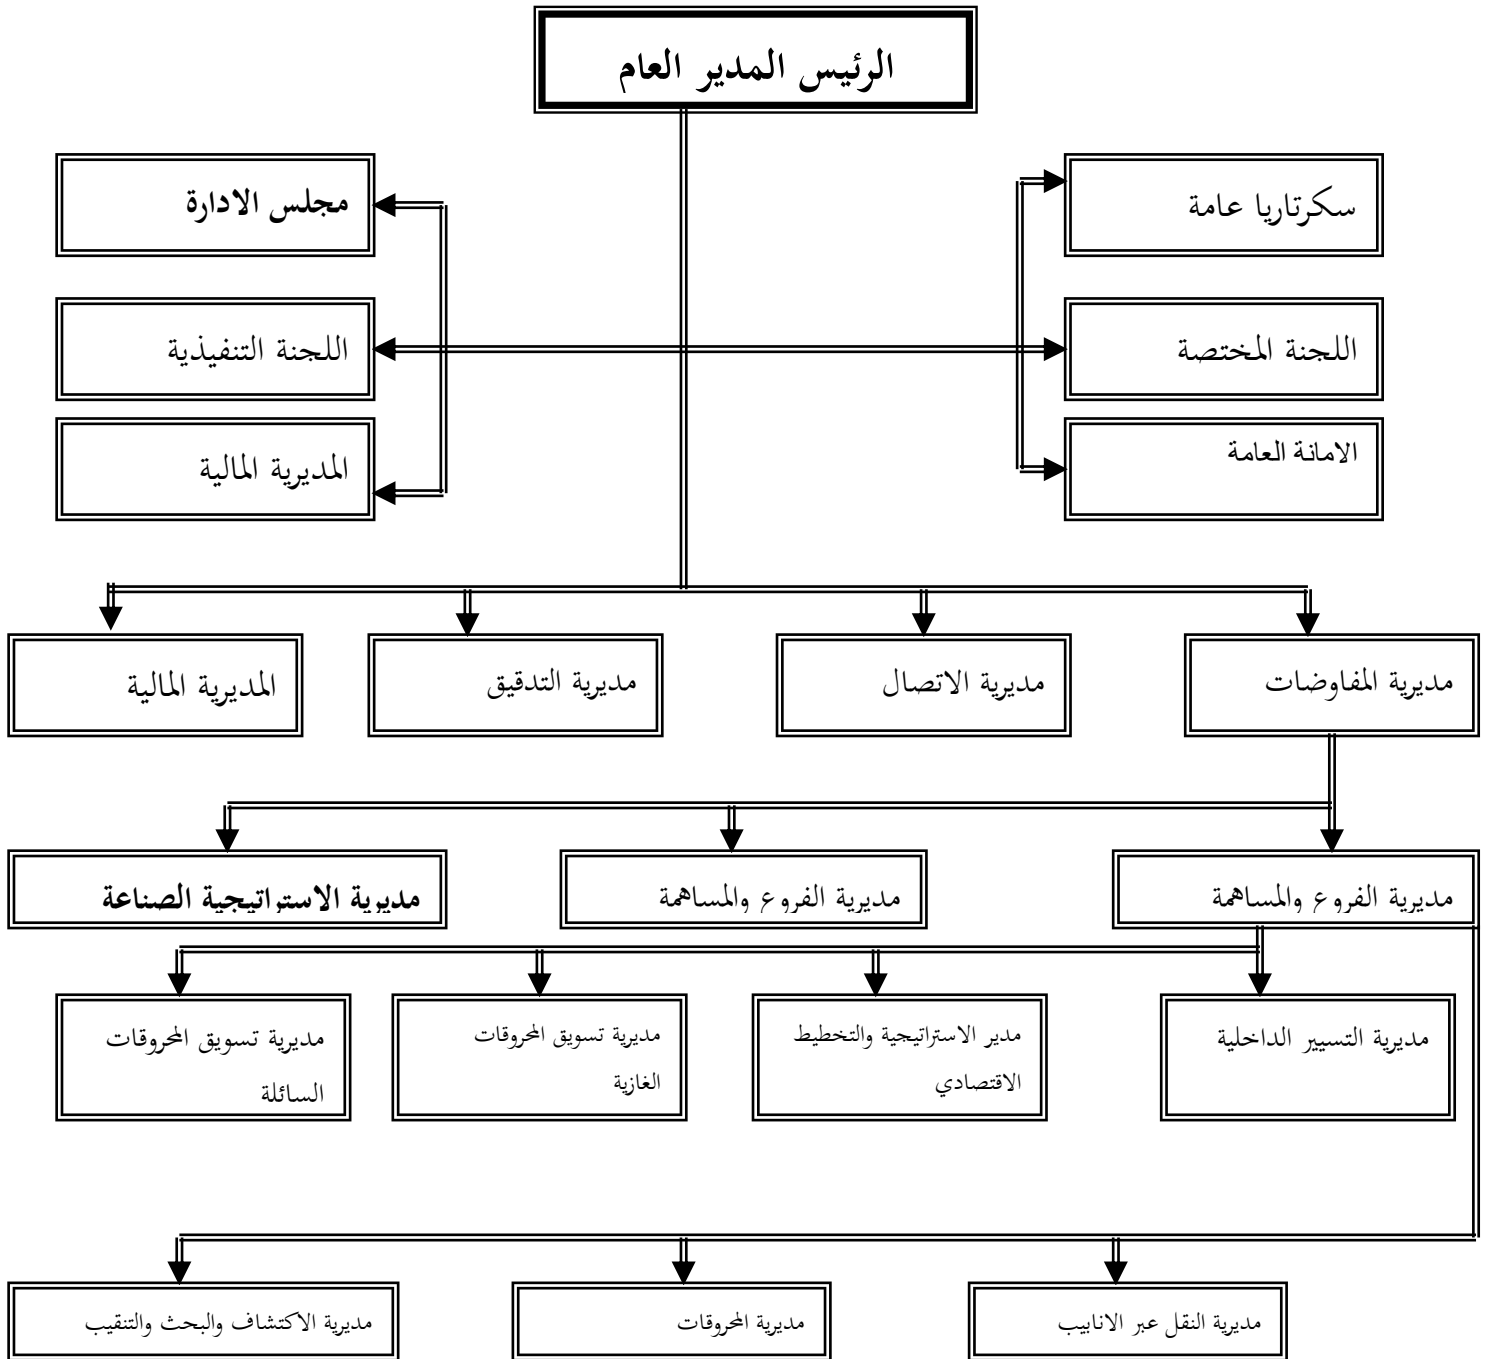 الرئيس المدير العام
سكرتاريا عامة
مجلس الادارة
اللجنة المختصة
اللجنة التنفيذية
الامانة العامة
المديرية المالية
مديرية المفاوضات
مديرية الاتصال
مديرية التدقيق
المديرية المالية
مديرية الفروع والمساهمة
مديرية الفروع والمساهمة
مديرية الاستراتيجية الصناعة
مديرية التسيير الداخلية
مدير الاستراتيجية والتخطيط
الاقتصادي
مديرية تسويق المحروقات
الغازية
مديرية تسويق المحروقات
السائلة
مديرية النقل عبر الانابيب
مديرية المحروقات
مديرية الاكتشاف والبحث والتنقيب